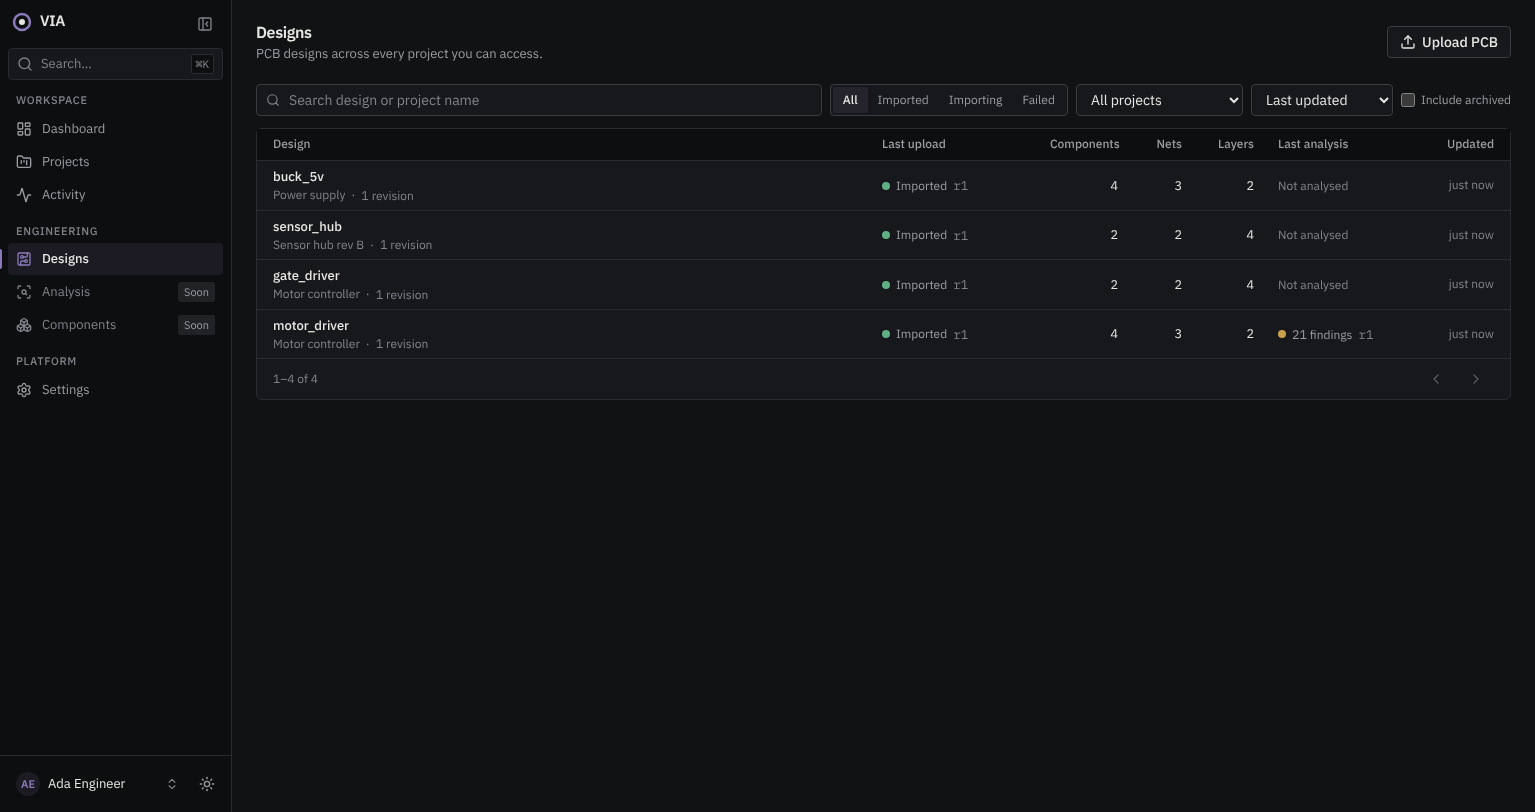 VIA
Search...
⌘K
WORKSPACE
Dashboard
Projects
Activity
ENGINEERING
Designs
Analysis Soon
Components Soon
PLATFORM
Settings
AE Ada Engineer
Designs
PCB designs across every project you can access.
Upload PCB
Search design or project name
All Imported Importing Failed
All projects
Last updated
Include archived
Design Last upload Components Nets Layers Last analysis Updated
buck_5v
Power supply · 1 revision
Imported r1 4 3 2 Not analysed just now
sensor_hub
Sensor hub rev B · 1 revision
Imported r1 2 2 4 Not analysed just now
gate_driver
Motor controller · 1 revision
Imported r1 2 2 4 Not analysed just now
motor_driver
Motor controller · 1 revision
Imported r1 4 3 2 21 findings r1 just now
1–4 of 4